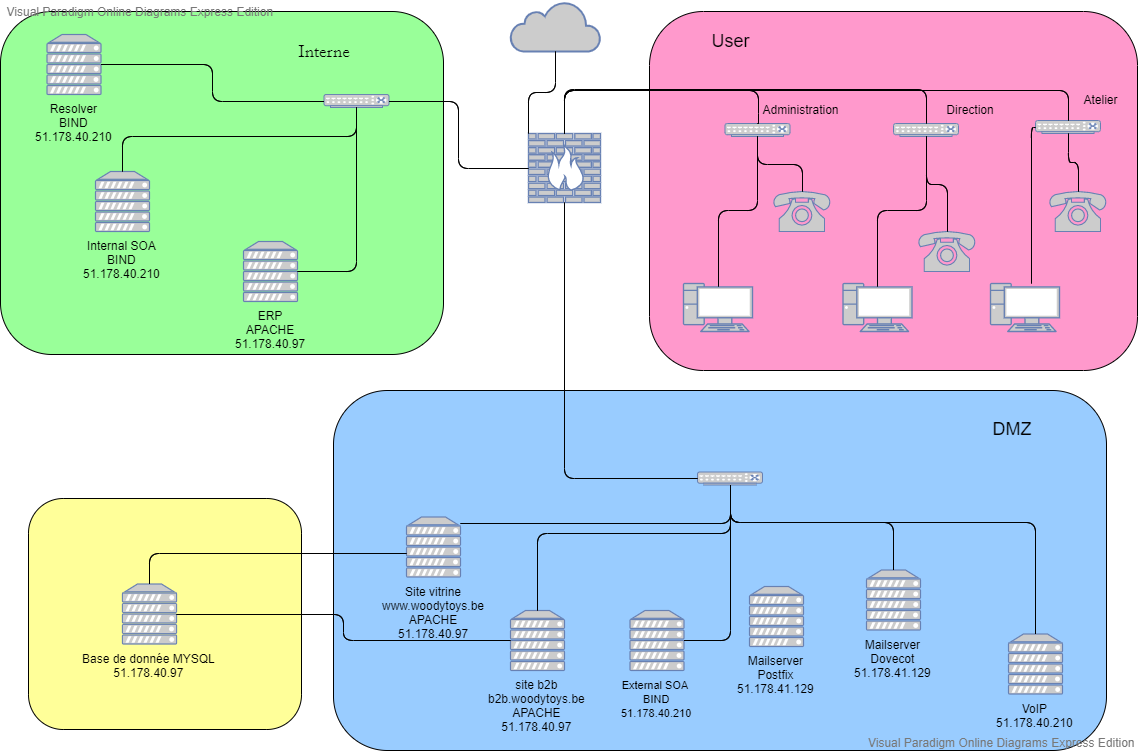 Visual Paradigm Online Diagrams Express Edition
Interne
Resolver
BIND
51.178.40.210
Internal SOA
BIND
51.178.40.210
ERP
APACHE
51.178.40.97
User
Administration
Direction
Atelier
DMZ
Base de donnée MYSQL
51.178.40.97
Site vitrine
www.woodytoys.be
APACHE
51.178.40.97
site b2b
b2b.woodytoys.be
APACHE
51.178.40.97
External SOA
BIND
51.178.40.210
Mailserver
Postfix
51.178.41.129
Mailserver
Dovecot
51.178.41.129
VoIP
51.178.40.210
Visual Paradigm Online Diagrams Express Edition